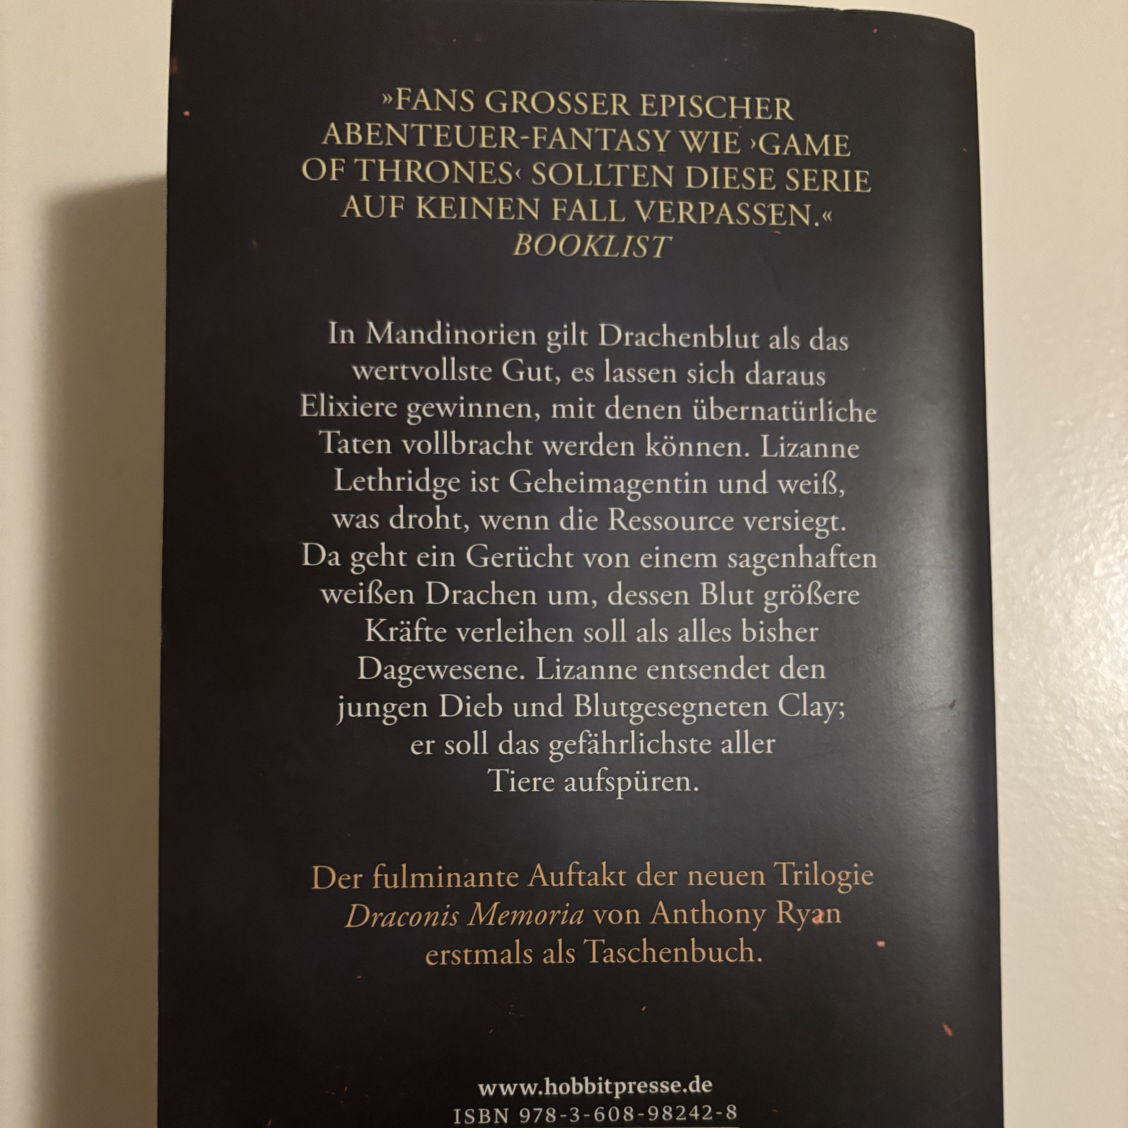 »FANS GROSSER EPISCHER
ABENTEUER-FANTASY WIE ›GAME
OF THRONES‹ SOLLTEN DIESE SERIE
AUF KEINEN FALL VERPASSEN.«
BOOKLIST
In Mandinorien gilt Drachenblut als das
wertvollste Gut, es lassen sich daraus
Elixiere gewinnen, mit denen übernatürliche
Taten vollbracht werden können. Lizanne
Lethridge ist Geheimagentin und weiß,
was droht, wenn die Ressource versiegt.
Da geht ein Gerücht von einem sagenhaften
weißen Drachen um, dessen Blut größere
Kräfte verleihen soll als alles bisher
Dagewesene. Lizanne entsendet den
jungen Dieb und Blutgesegneten Clay;
er soll das gefährlichste aller
Tiere aufspüren.
Der fulminante Auftakt der neuen Trilogie
Draconis Memoria von Anthony Ryan
erstmals als Taschenbuch.
www.hobbitpresse.de
ISBN 978-3-608-98242-8